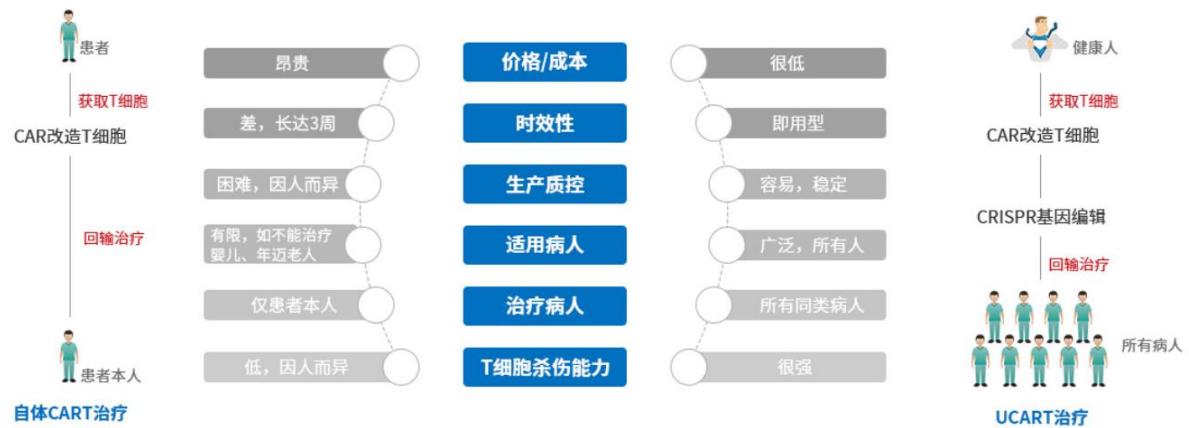 患者
获取T细胞
CAR改造T细胞
回输治疗
患者本人
自体CART治疗
昂贵
价格/成本
很低
差，长达3周
时效性
即用型
困难，因人而异
生产质控
容易，稳定
有限，如不能治疗
婴儿、年迈老人
适用病人
广泛，所有人
仅患者本人
治疗病人
所有同类病人
低，因人而异
T细胞杀伤能力
很强
健康人
获取T细胞
CAR改造T细胞
CRISPR基因编辑
回输治疗
所有病人
UCART治疗